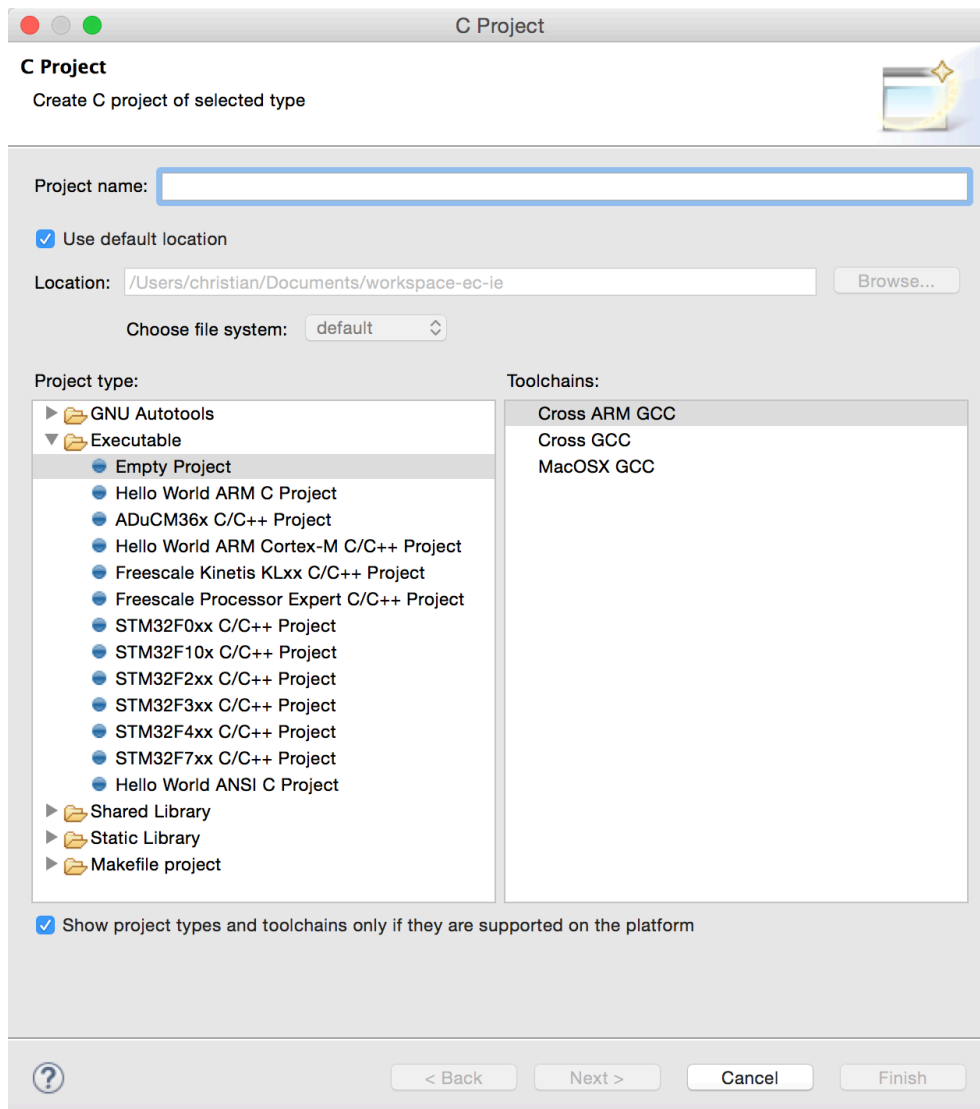 C Project
C Project
Create C project of selected type
Project name:
Use default location
Location: /Users/christian/Documents/workspace-ec-ie Browse...
Choose file system: default
Project type: Toolchains:
GNU Autotools Cross ARM GCC
Executable Cross GCC
Empty Project MacOSX GCC
Hello World ARM C Project
ADuCM36x C/C++ Project
Hello World ARM Cortex-M C/C++ Project
Freescale Kinetis KLxx C/C++ Project
Freescale Processor Expert C/C++ Project
STM32F0xx C/C++ Project
STM32F10x C/C++ Project
STM32F2xx C/C++ Project
STM32F3xx C/C++ Project
STM32F4xx C/C++ Project
STM32F7xx C/C++ Project
Hello World ANSI C Project
Shared Library
Static Library
Makefile project
Show project types and toolchains only if they are supported on the platform
? < Back Next > Cancel Finish